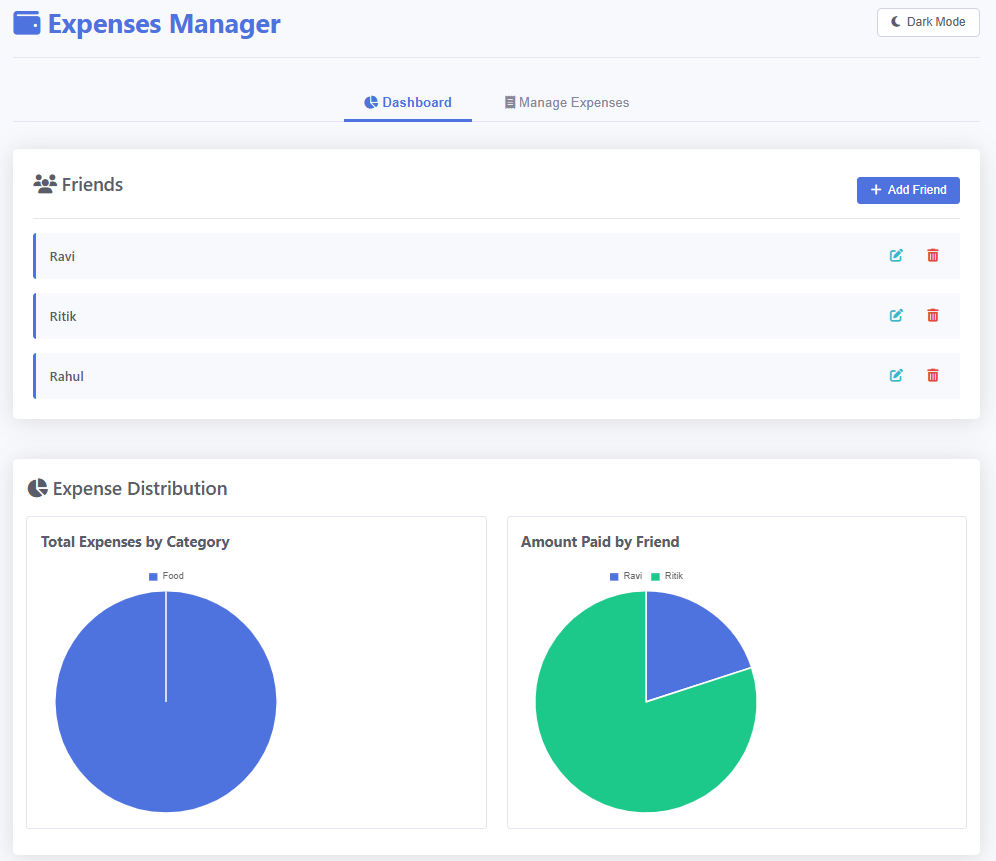 Expenses Manager
Dark Mode
Dashboard
Manage Expenses
Friends
Add Friend
Ravi
Ritik
Rahul
Expense Distribution
Total Expenses by Category
Food
Amount Paid by Friend
Ravi Ritik